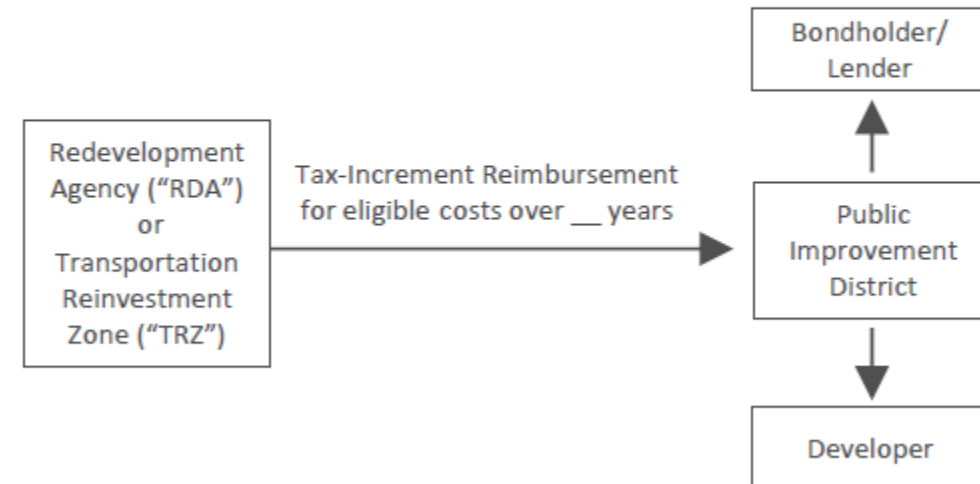 Bondholder/
Lender
Redevelopment
Agency (“RDA”)
or
Transportation
Reinvestment
Zone (“TRZ”)
Tax-Increment Reimbursement
for eligible costs over __ years
Public
Improvement
District
Developer